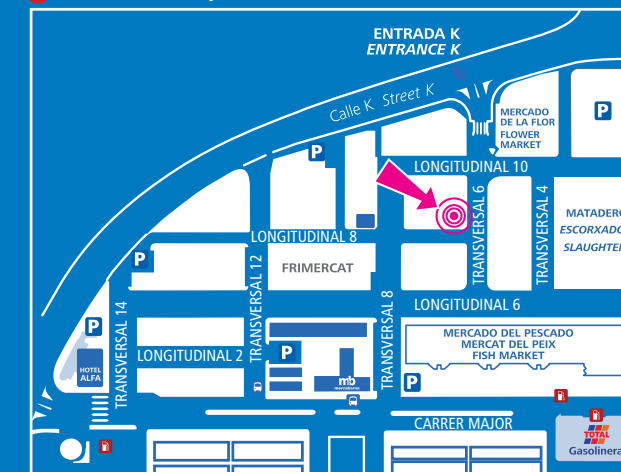 ENTRADA K
ENTRANCE K
Calle K Street K
MERCADO
DE LA FLOR
FLOWER
MARKET
P
P
LONGITUDINAL 10
TRANSVERSAL 6
TRANSVERSAL 4
MATADERO
ESCORXADO
SLAUGHTE
LONGITUDINAL 8
P
FRIMERCAT
TRANSVERSAL 12
TRANSVERSAL 8
TRANSVERSAL 14
LONGITUDINAL 6
P
MERCADO DEL PESCADO
MERCAT DEL PEIX
FISH MARKET
LONGITUDINAL 2
P
HOTEL
ALFA
mb
P
CARRER MAJOR
TOTAL
Gasolinera